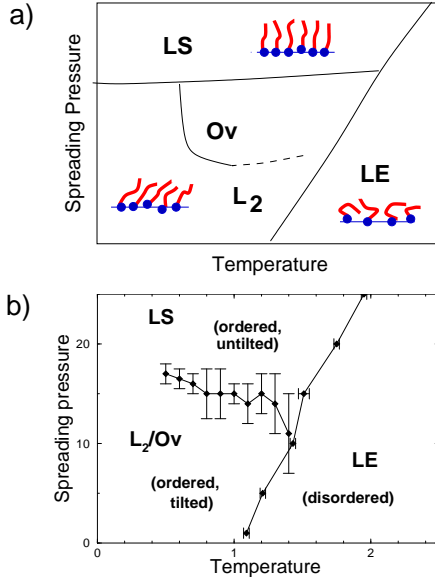 a)
LS
Ov
L2
LE
Spreading Pressure
Temperature
b)
LS
(ordered,
untilted)
L2/Ov
(ordered,
tilted)
LE
(disordered)
20
10
0
0
1
2
Spreading pressure
Temperature